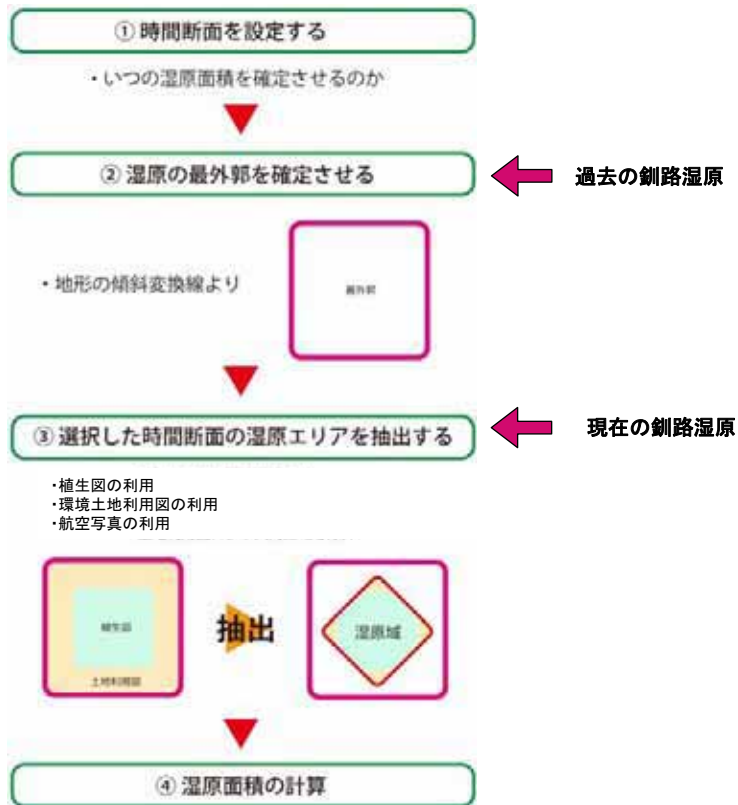 ① 時間断面を設定する
・いつの湿原面積を確定させるのか
② 湿原の最外郭を確定させる
過去の釧路湿原
・地形の傾斜変換線より
最外郭
③ 選択した時間断面の湿原エリアを抽出する
現在の釧路湿原
・植生図の利用
・環境土地利用図の利用
・航空写真の利用
植生図
抽出
湿原域
土地利用図
④ 湿原面積の計算